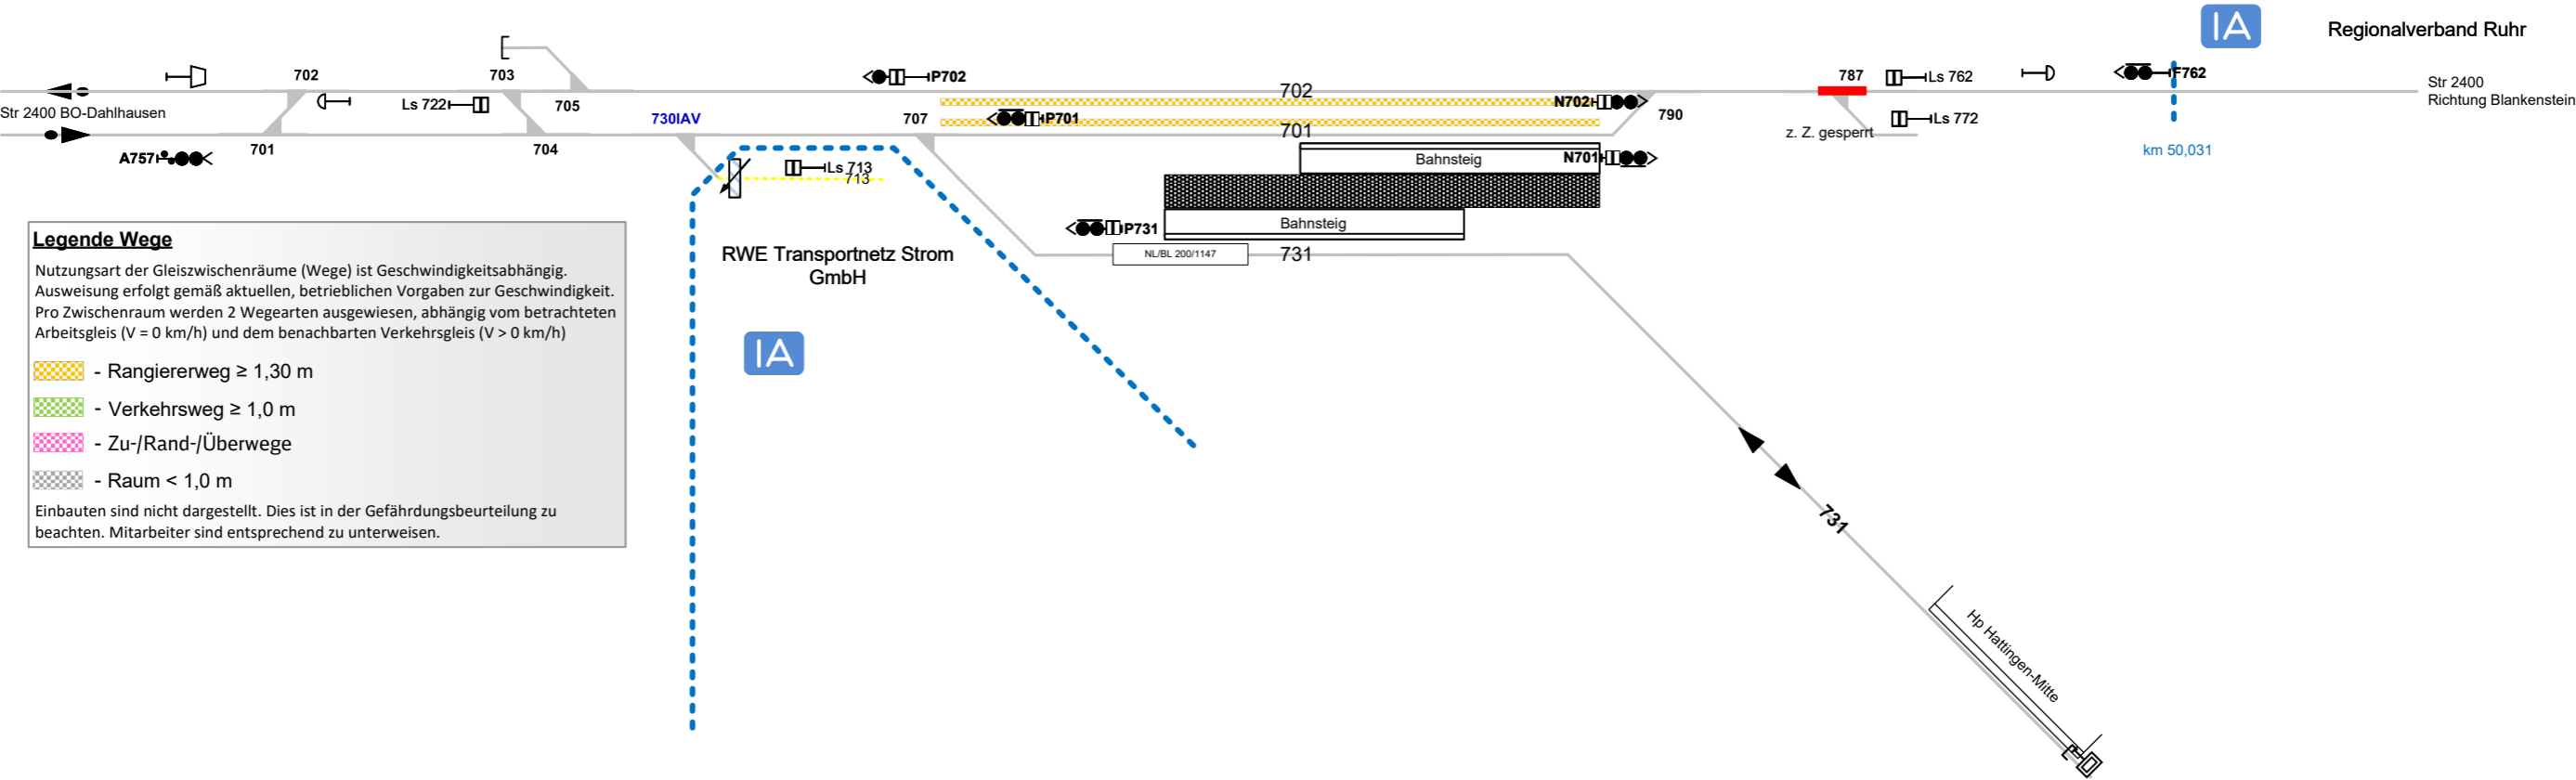 IA
Regionalverband Ruhr
702
703
P702
787
Ls 762
F762
Str 2400
Richtung Blankenstein
Str 2400 BO-Dahlhausen
Ls 722
705
730IAV
707
P701
702
N702
790
Ls 772
701
704
701
z. Z. gesperrt
A757
Ls 713
713
Bahnsteig
N701
km 50,031
P731
Bahnsteig
NL/BL 200/1147
731
RWE Transportnetz Strom
GmbH
IA
Legende Wege
Nutzungsart der Gleiszwischenräume (Wege) ist Geschwindigkeitsabhängig.
Ausweisung erfolgt gemäß aktuellen, betrieblichen Vorgaben zur Geschwindigkeit.
Pro Zwischenraum werden 2 Wegearten ausgewiesen, abhängig vom betrachteten
Arbeitsgleis (V = 0 km/h) und dem benachbarten Verkehrsgleis (V > 0 km/h)
- Rangiererweg ≥ 1,30 m
- Verkehrsweg ≥ 1,0 m
- Zu-/Rand-/Überwege
- Raum < 1,0 m
Einbauten sind nicht dargestellt. Dies ist in der Gefährdungsbeurteilung zu
beachten. Mitarbeiter sind entsprechend zu unterweisen.
731
Hp Hattingen-Mitte